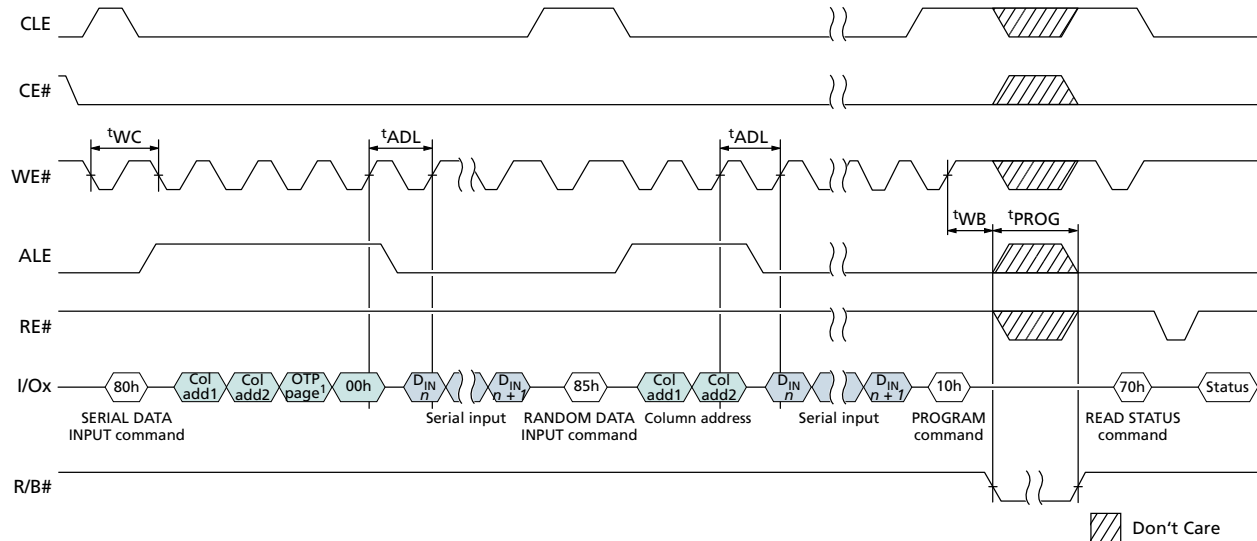 CLE
CE#
tWC
tADL
tADL
WE#
tWB
tPROG
ALE
RE#
I/Ox
80h
Col add1
Col add2
OTP page1
00h
DIN n
DIN n + 1
85h
Col add1
Col add2
DIN n
DIN n + 1
10h
70h
Status
SERIAL DATA INPUT command
Serial input
RANDOM DATA INPUT command
Column address
Serial input
PROGRAM command
READ STATUS command
R/B#
Don't Care